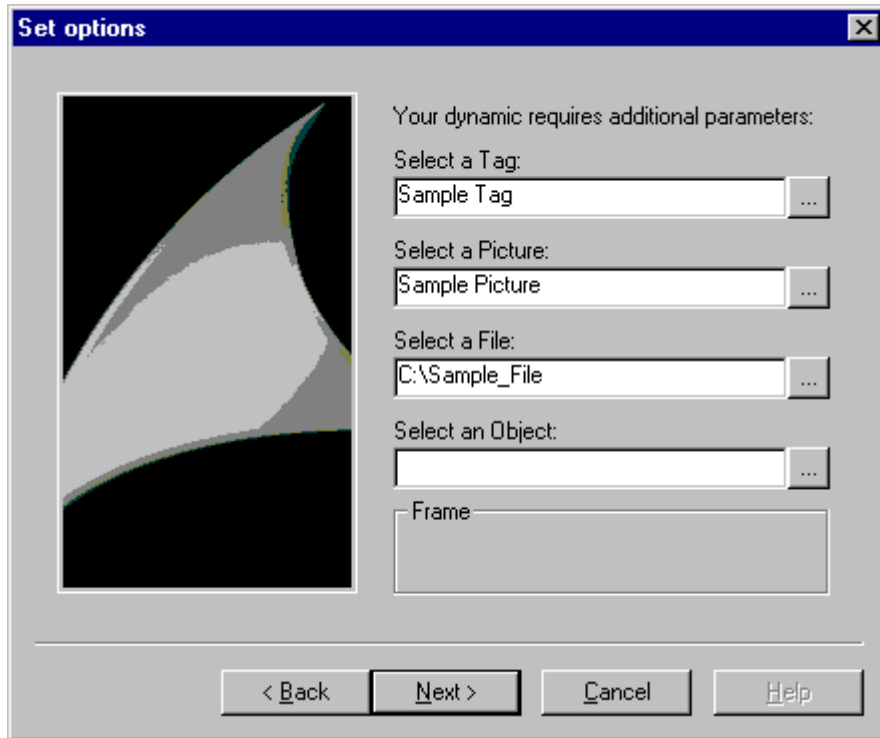 Set options
Your dynamic requires additional parameters:
Select a Tag:
Sample Tag
...
Select a Picture:
Sample Picture
...
Select a File:
C:\Sample_File
...
Select an Object:
...
Frame
< Back
Next >
Cancel
Help